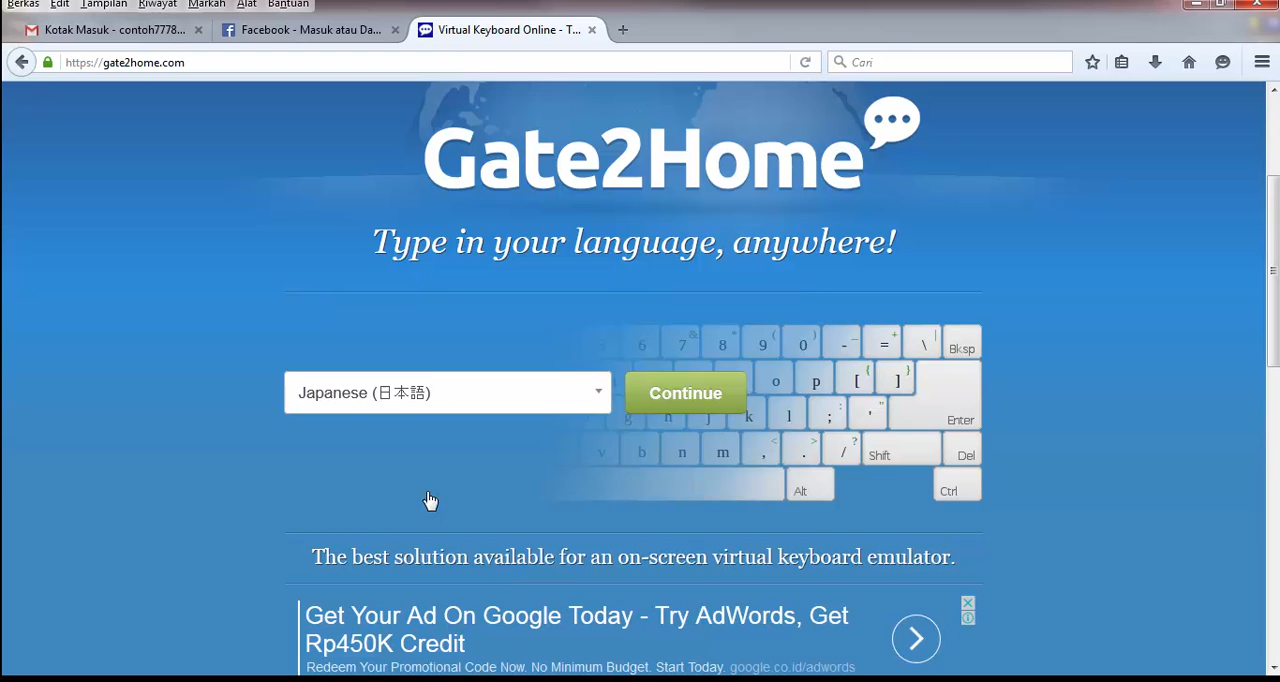 Berkas Edit Tampilan Riwayat Markah Alat Bantuan
Kotak Masuk - contoh7778... Facebook - Masuk atau Da... Virtual Keyboard Online - T...
https://gate2home.com Cari
Gate2Home
Type in your language, anywhere!
6 7 & 8 * 9 ( 0 ) - _ = + \ | Bksp
o p [ { ] }
Japanese (日本語) Continue
g h j k l ; : ' " Enter
v b n m , < . > / ? Shift Del
Alt Ctrl
The best solution available for an on-screen virtual keyboard emulator.
Get Your Ad On Google Today - Try AdWords, Get
Rp450K Credit
Redeem Your Promotional Code Now. No Minimum Budget. Start Today. google.co.id/adwords